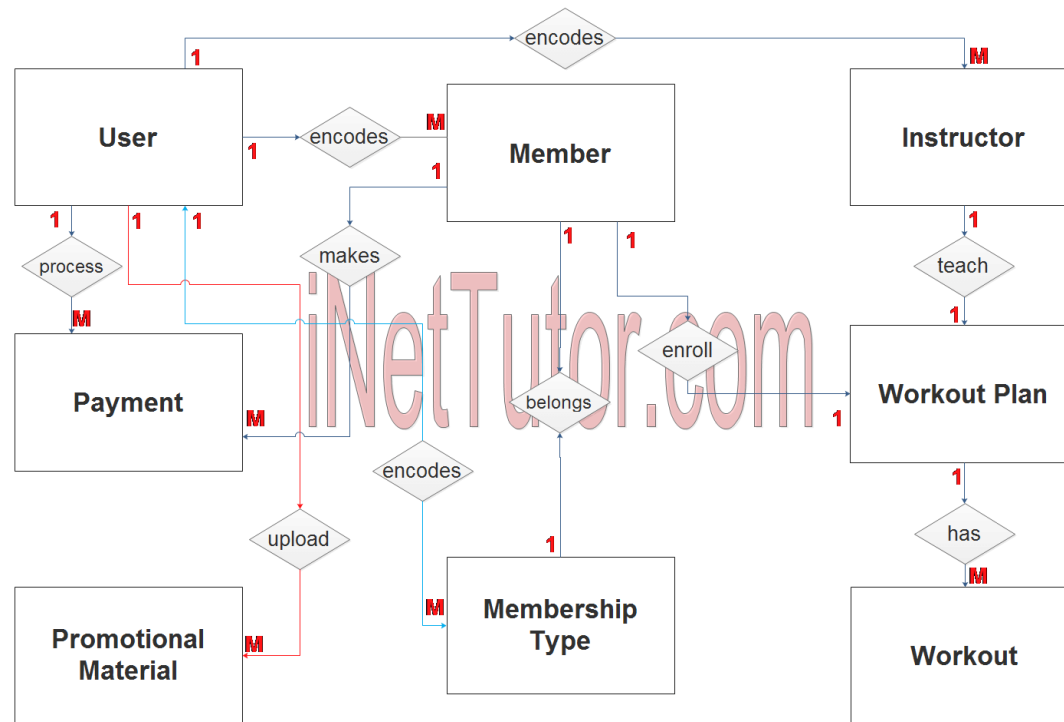 encodes
1
M
User
encodes
M
1
Member
Instructor
1
1
1
1
makes
1
1
1
process
teach
M
1
iNetTutor.com
enroll
Payment
belongs
Workout Plan
M
1
encodes
1
upload
has
1
M
M
Membership
Type
M
Promotional
Material
Workout